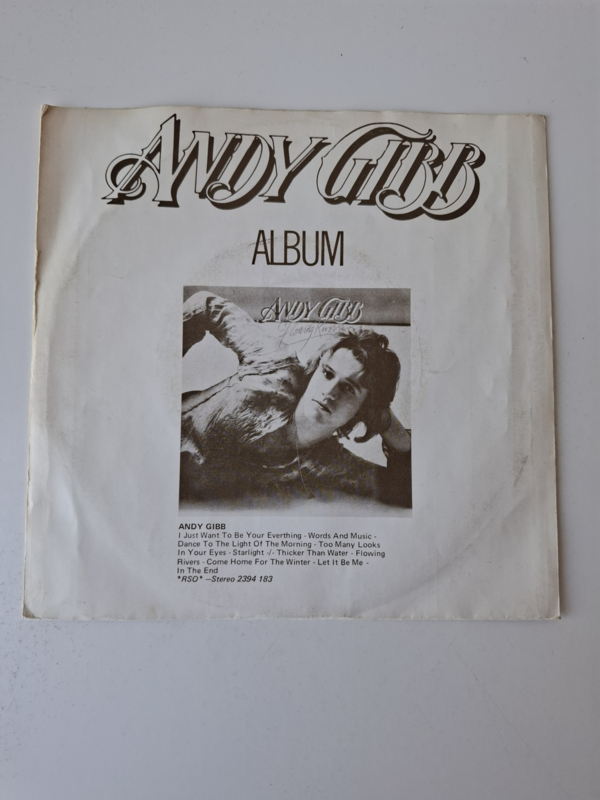 ANDY GIBB
ALBUM
ANDY GIBB
Flowing Rivers
ANDY GIBB
I Just Want To Be Your Everthing - Words And Music -
Dance To The Light Of The Morning - Too Many Looks
In Your Eyes - Starlight -/- Thicker Than Water - Flowing
Rivers - Come Home For The Winter - Let It Be Me -
In The End
*RSO* --Stereo 2394 183